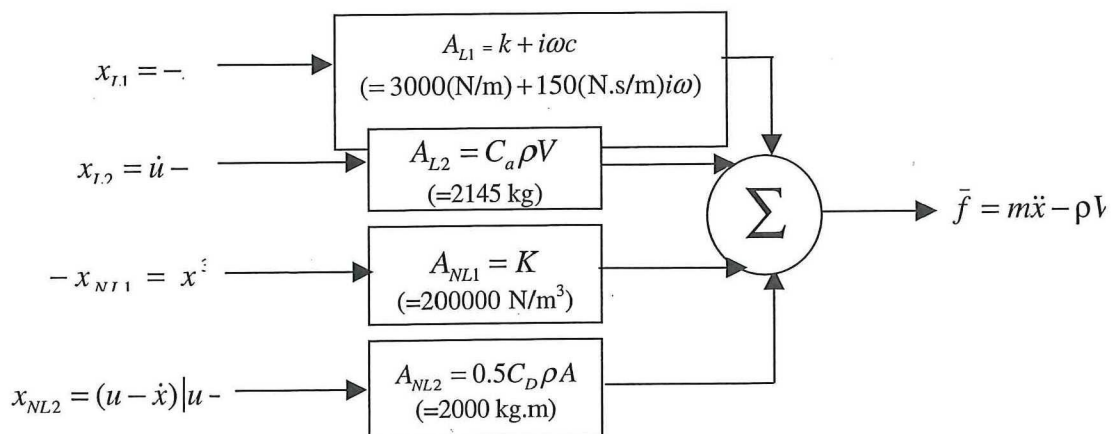 A_{L1} = k + iωc
x_{L1} = -
(= 3000(N/m) + 150(N.s/m)iω)
x_{L2} = u̇ -
A_{L2} = C_a ρV
(=2145 kg)
Σ
f̄ = mẍ - ρV
- x_{NL1} = x³
A_{NL1} = K
(=200000 N/m³)
x_{NL2} = (u - ẋ)|u -
A_{NL2} = 0.5C_D ρA
(=2000 kg.m)